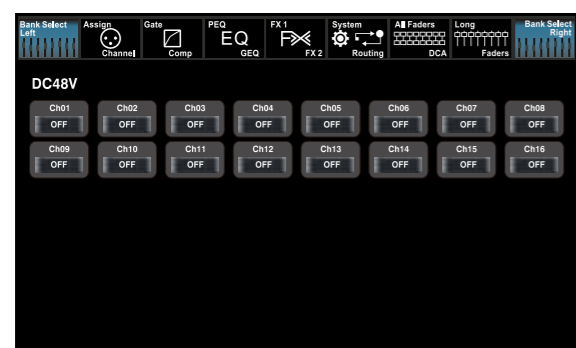 Bank Select
Left
Assign
Channel
Gate
Comp
PEQ
EQ
GEQ
FX 1
FX 2
System
Routing
All Faders
DCA
Long
Faders
Bank Select
Right
DC48V
Ch01 Ch02 Ch03 Ch04 Ch05 Ch06 Ch07 Ch08
OFF OFF OFF OFF OFF OFF OFF OFF
Ch09 Ch10 Ch11 Ch12 Ch13 Ch14 Ch15 Ch16
OFF OFF OFF OFF OFF OFF OFF OFF